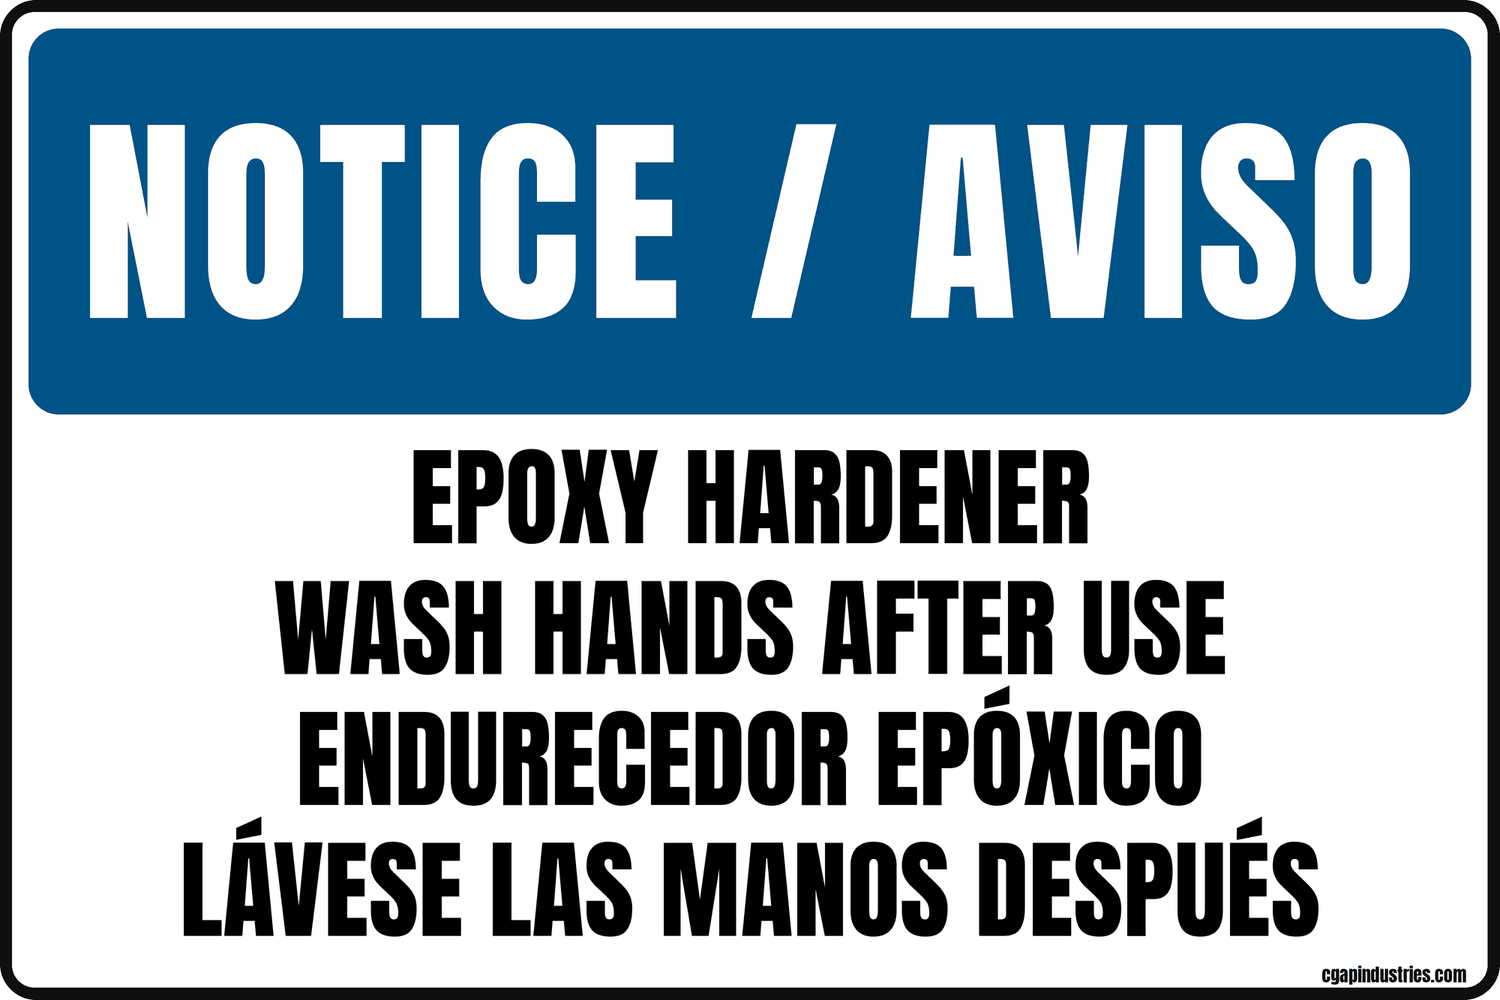 NOTICE / AVISO
EPOXY HARDENER
WASH HANDS AFTER USE
ENDURECEDOR EPÓXICO
LÁVESE LAS MANOS DESPUÉS
cgapindustries.com